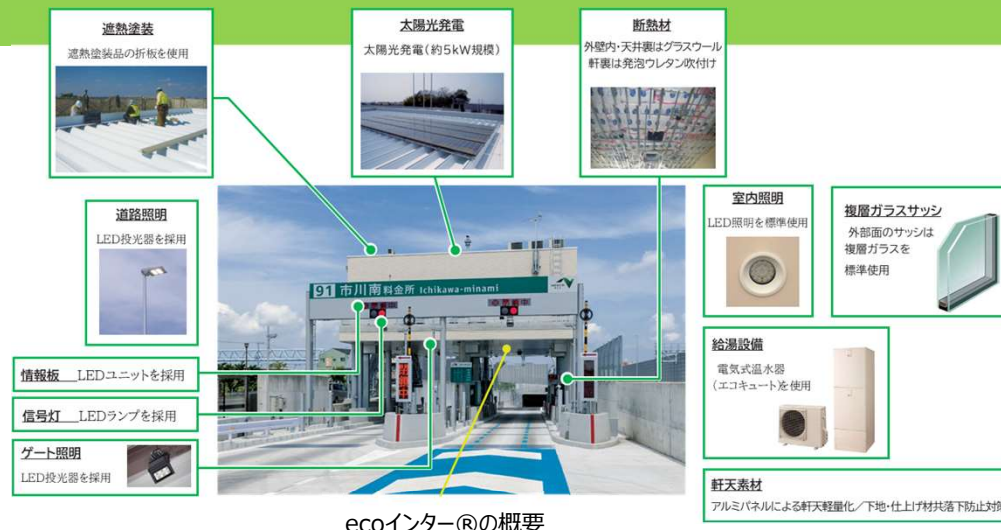 遮熱塗装
遮熱塗装品の折板を使用
太陽光発電
太陽光発電(約5kW規模)
断熱材
外壁内・天井裏はグラスウール
軒裏は発泡ウレタン吹付け
道路照明
LED投光器を採用
室内照明
LED照明を標準使用
複層ガラスサッシ
外部面のサッシは
複層ガラスを
標準使用
91 市川南料金所 Ichikawa-minami
情報板 LEDユニットを採用
信号灯 LEDランプを採用
ゲート照明
LED投光器を採用
給湯設備
電気式温水器
(エコキュート)を使用
軒天素材
アルミパネルによる軒天軽量化／下地・仕上げ材共落下防止対
ecoインター®の概要